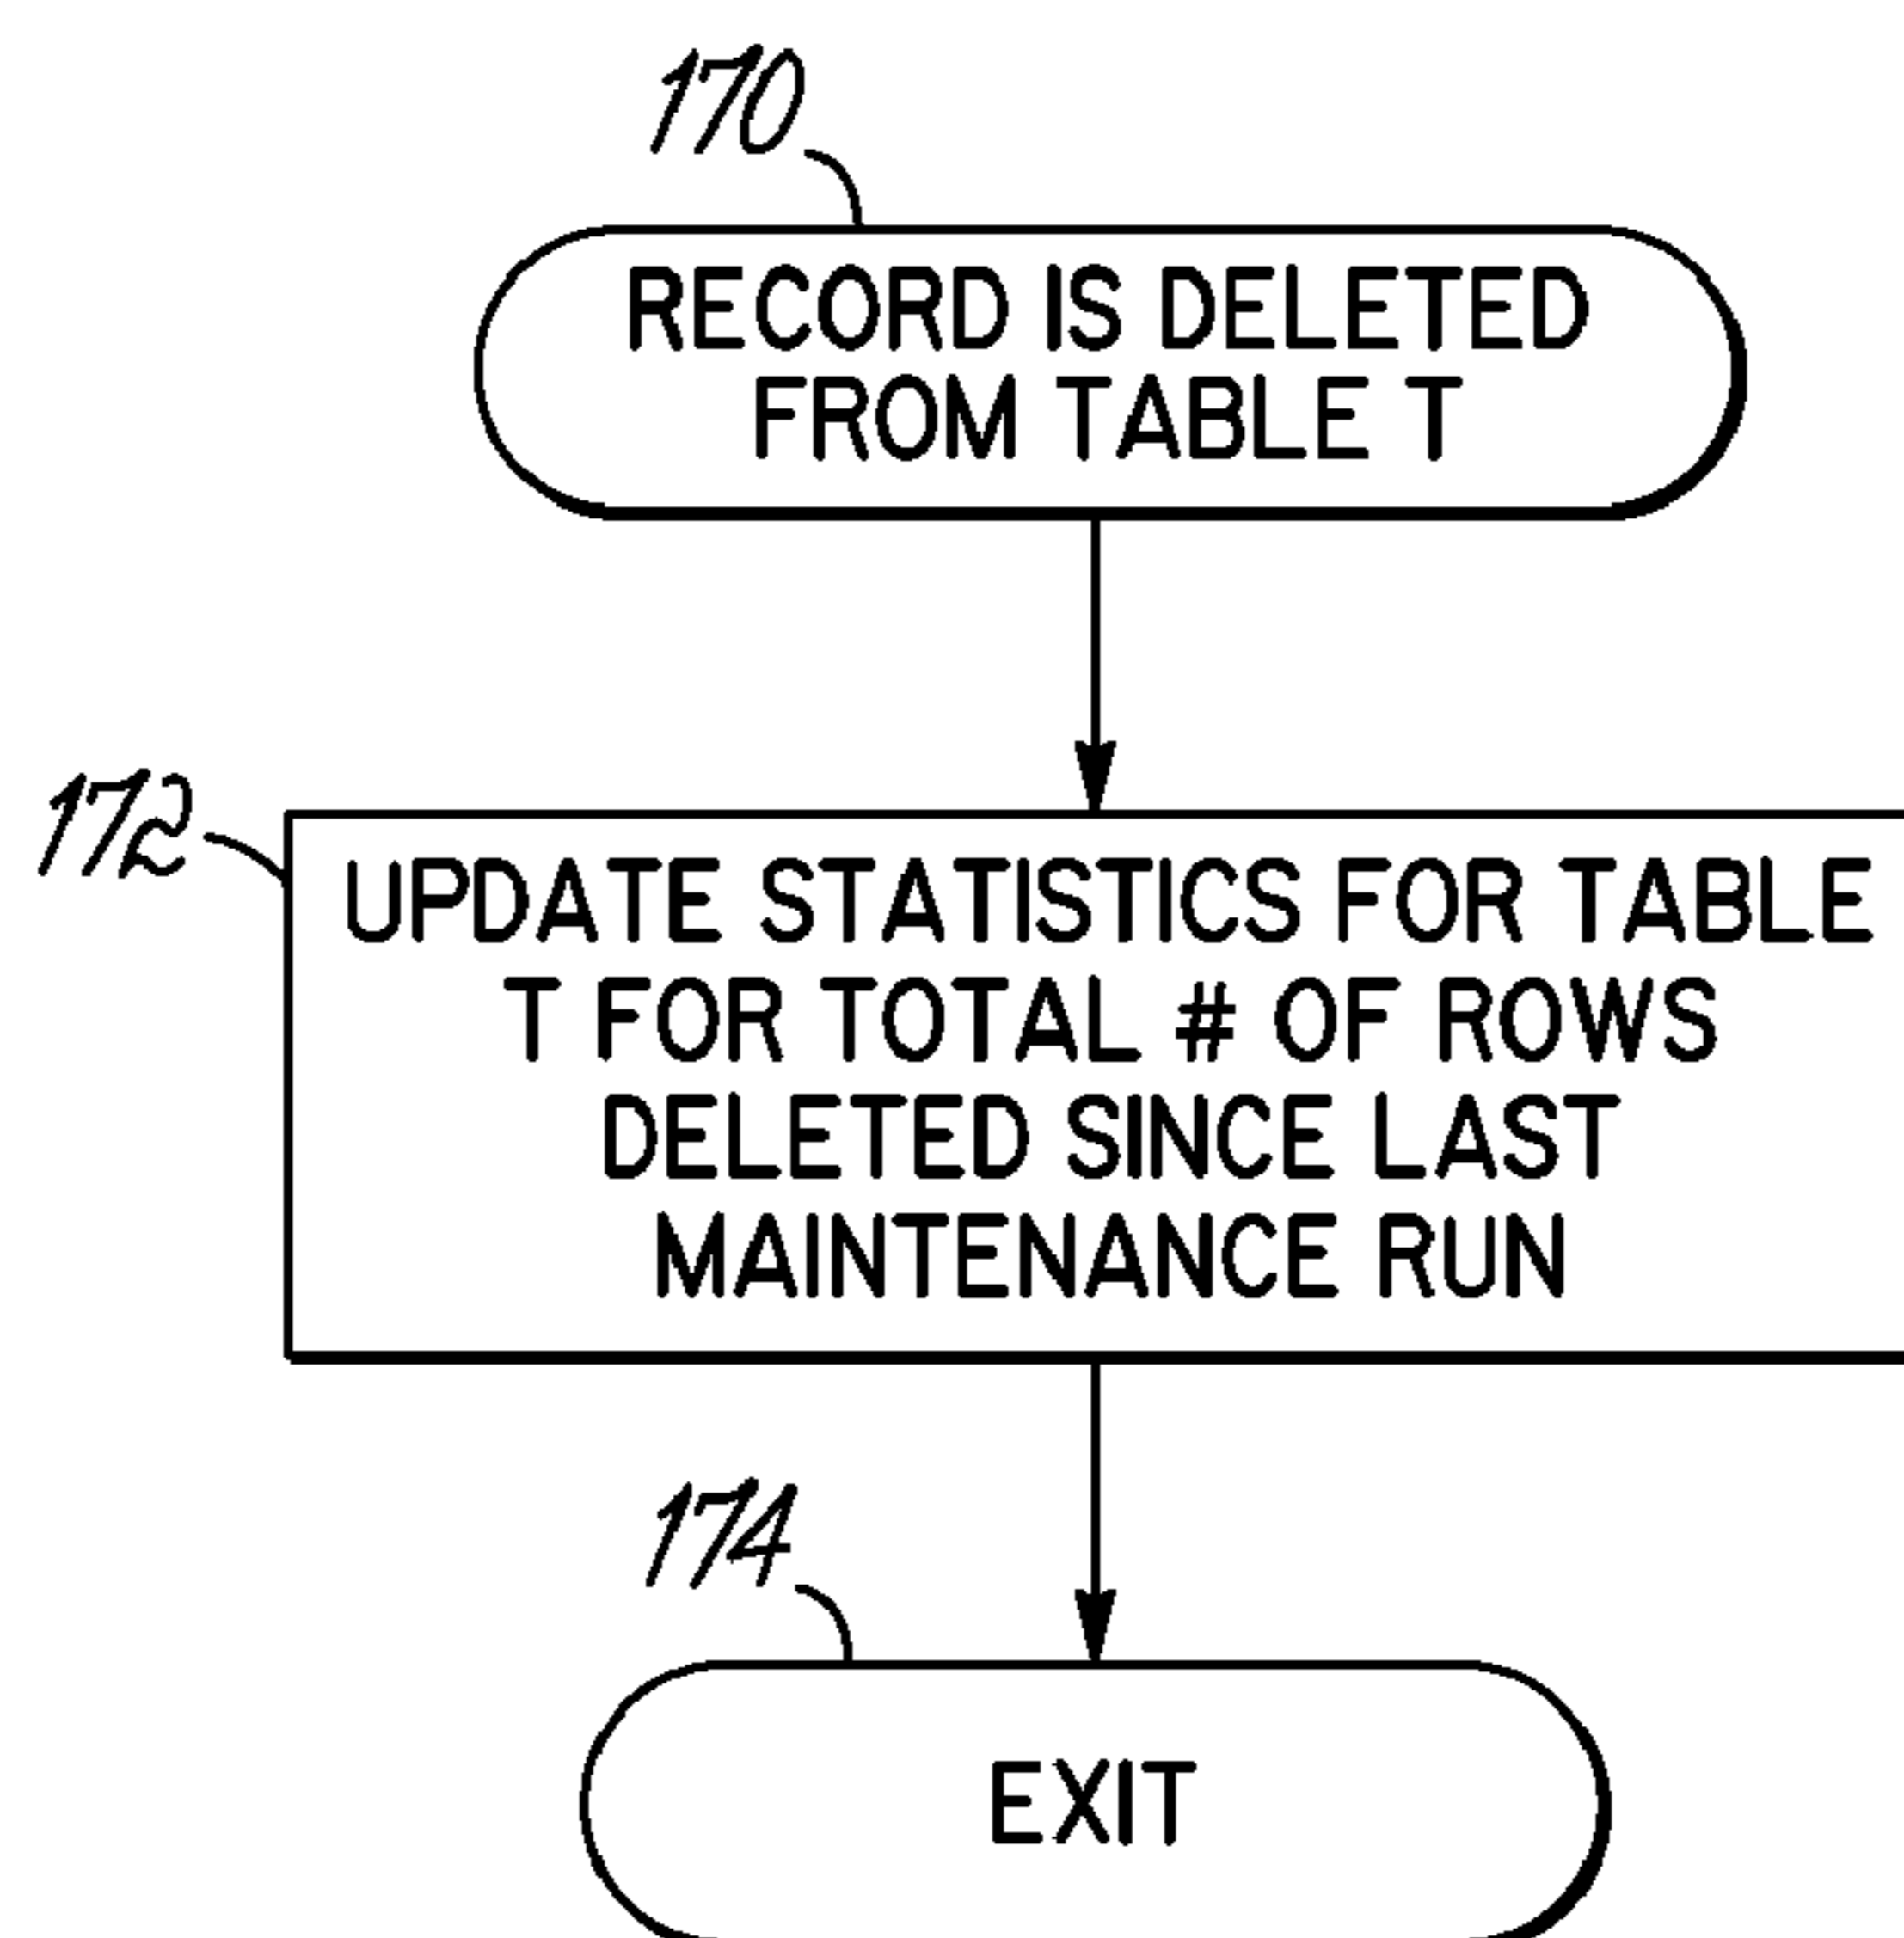 170
RECORD IS DELETED
FROM TABLE T
172
UPDATE STATISTICS FOR TABLE
T FOR TOTAL # OF ROWS
DELETED SINCE LAST
MAINTENANCE RUN
174
EXIT